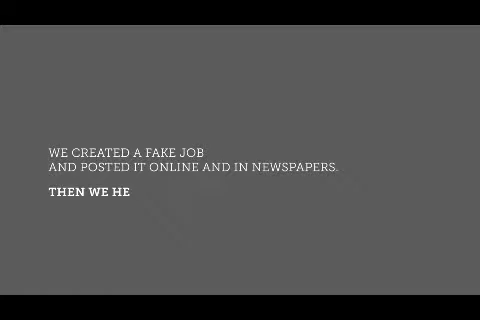 WE CREATED A FAKE JOB
AND POSTED IT ONLINE AND IN NEWSPAPERS.
THEN WE HE